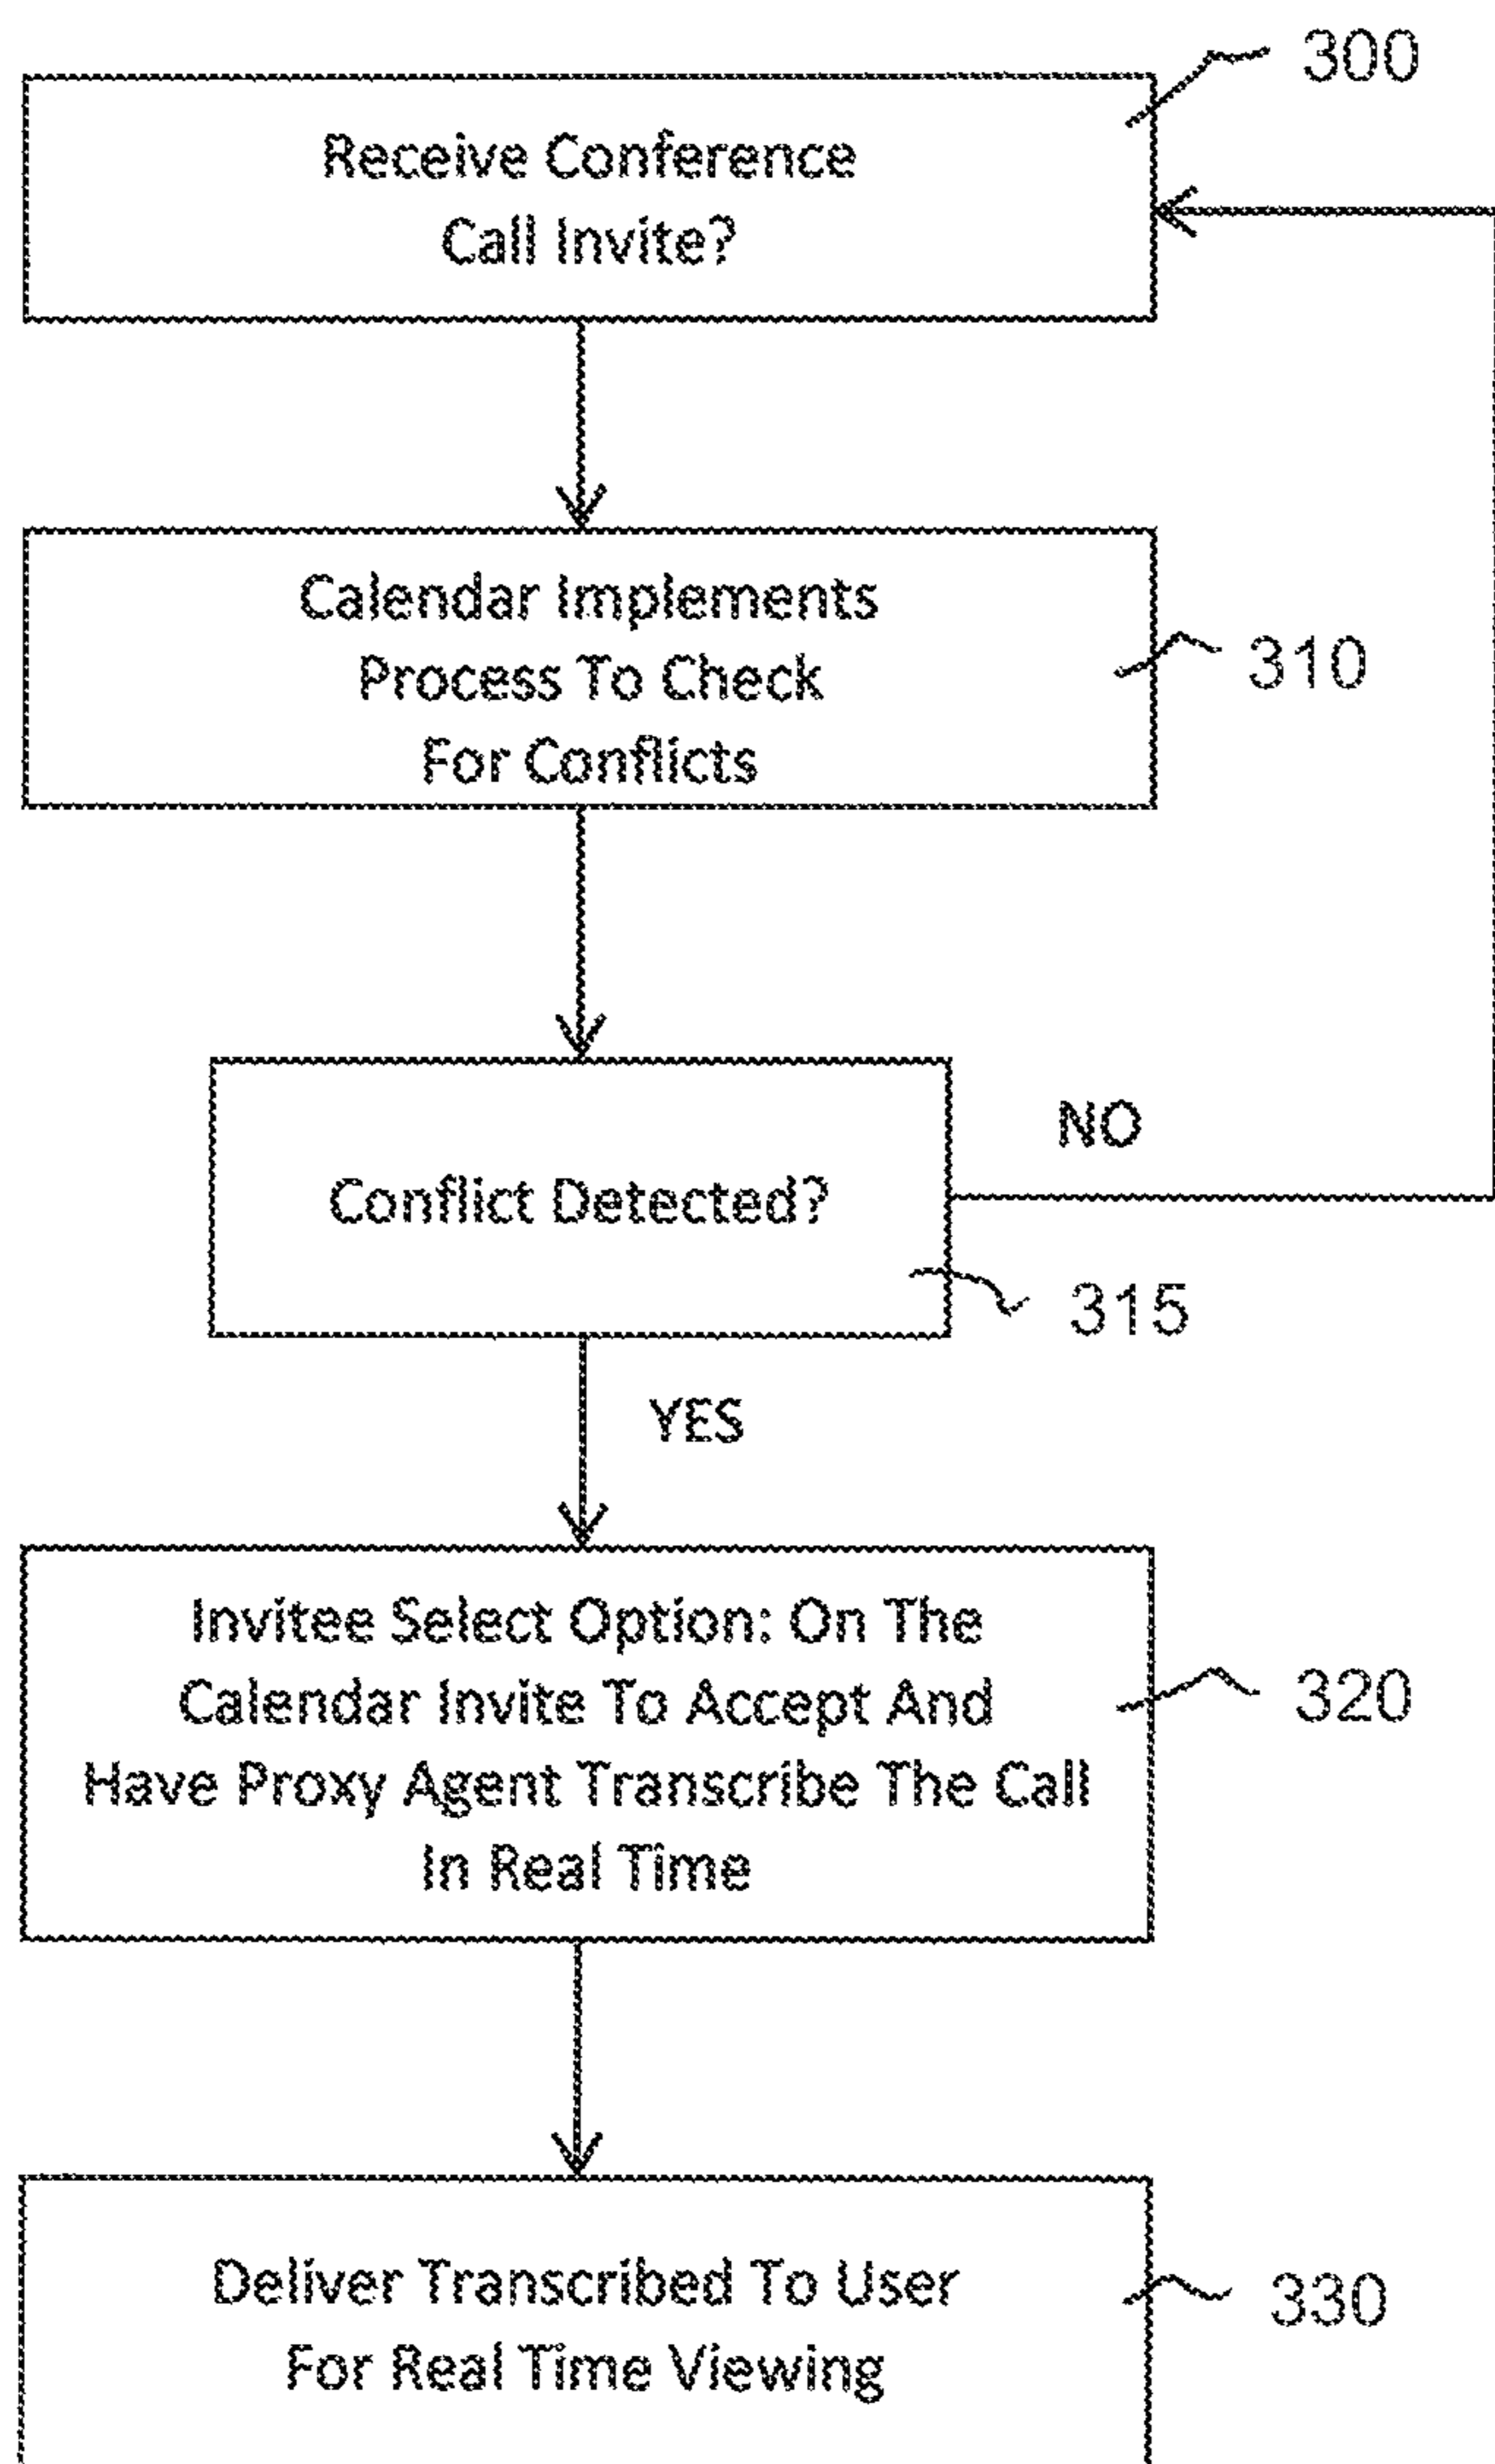 300
Receive Conference
Call Invite?
Calendar Implements
Process To Check
For Conflicts
310
Conflict Detected?
NO
315
YES
Invitee Select Option: On The
Calendar Invite To Accept And
Have Proxy Agent Transcribe The Call
In Real Time
320
Deliver Transcribed To User
For Real Time Viewing
330